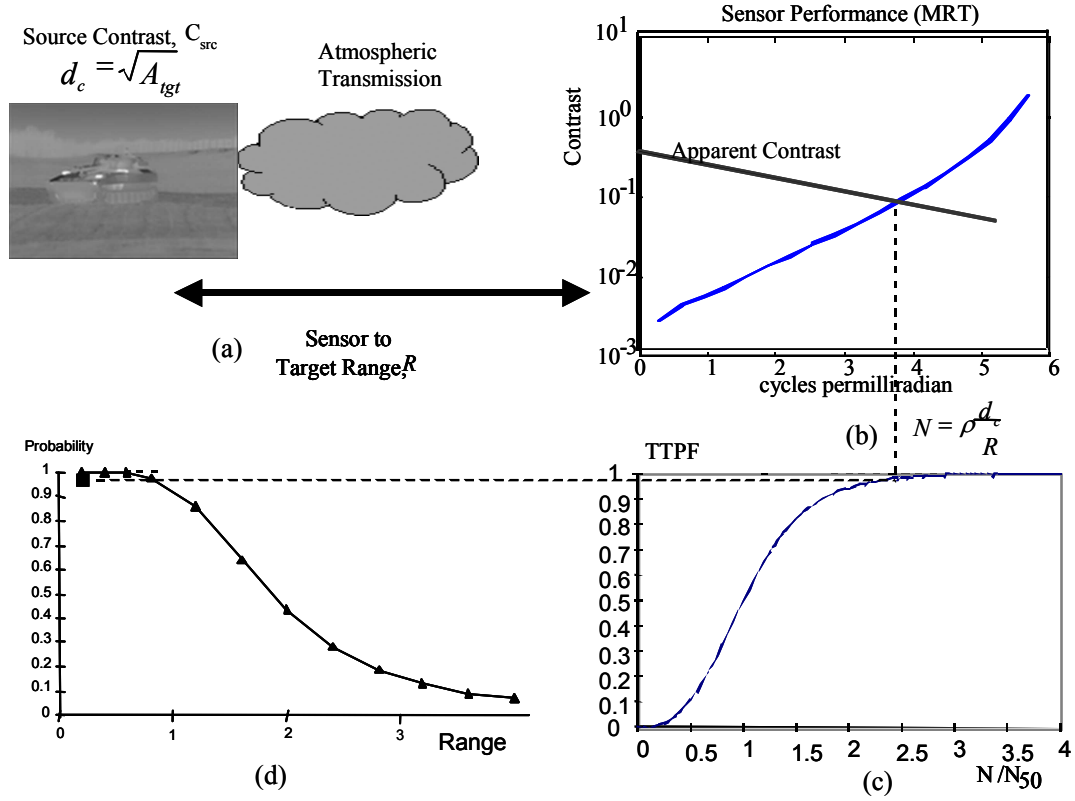 Source Contrast, C_src
d_c = √A_tgt
Atmospheric
Transmission
Sensor to
Target Range, R
(a)
Sensor Performance (MRT)
Contrast
10^1
10^0
10^-1
10^-2
10^-3
Apparent Contrast
0 1 2 3 4 5 6
cycles permilliradian
(b)
N = ρ d_c / R
Probability
1
0.9
0.8
0.7
0.6
0.5
0.4
0.3
0.2
0.1
0
0 1 2 3
Range
(d)
TTPF
1
0.9
0.8
0.7
0.6
0.5
0.4
0.3
0.2
0.1
0
0 0.5 1 1.5 2 2.5 3 3.5 4
N/N50
(c)